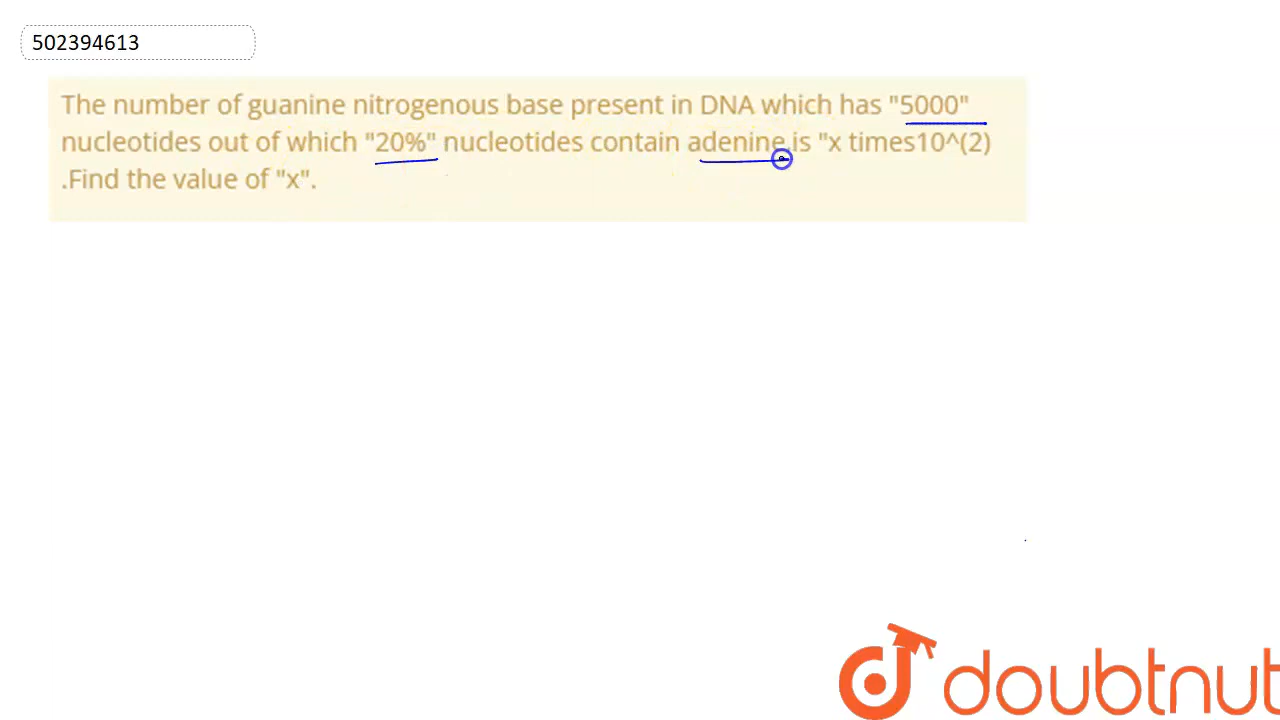 502394613
The number of guanine nitrogenous base present in DNA which has "5000"
nucleotides out of which "20%" nucleotides contain adenine.is "x times10^(2)
.Find the value of "x".
doubtnut